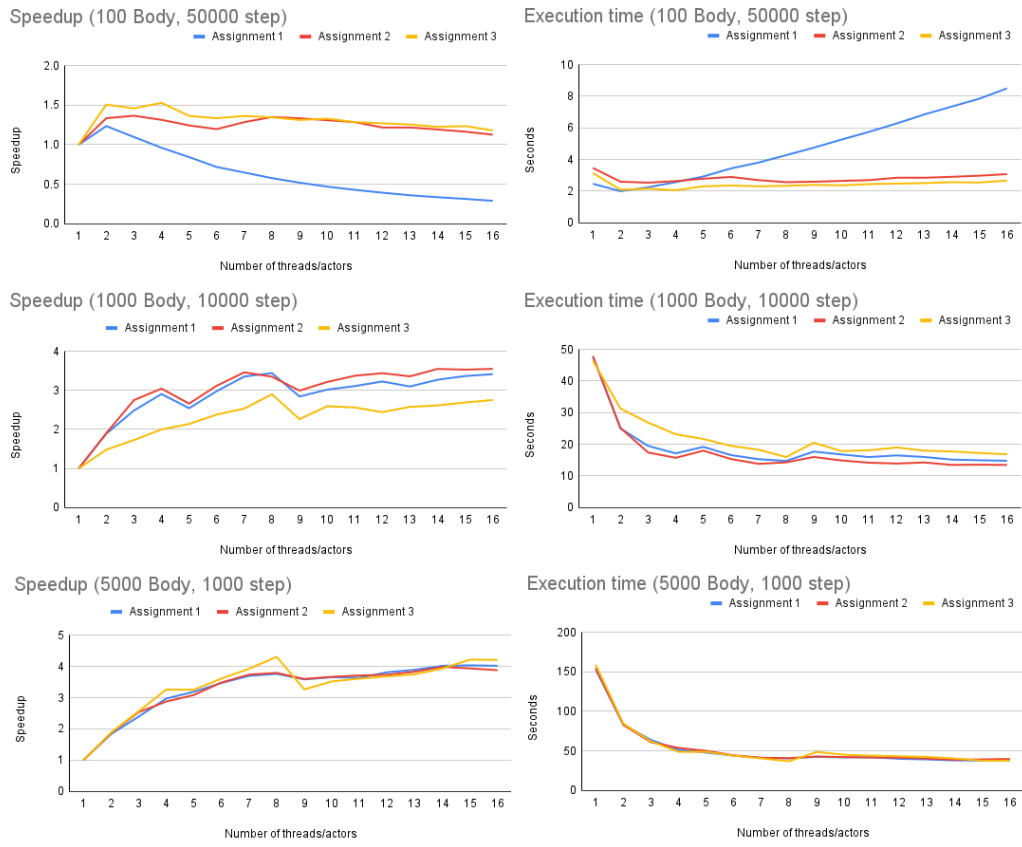 Speedup (100 Body, 50000 step)
Assignment 1 Assignment 2 Assignment 3
2.0
1.5
1.0
0.5
0.0
Speedup
1 2 3 4 5 6 7 8 9 10 11 12 13 14 15 16
Number of threads/actors
Execution time (100 Body, 50000 step)
Assignment 1 Assignment 2 Assignment 3
10
8
6
4
2
0
Seconds
1 2 3 4 5 6 7 8 9 10 11 12 13 14 15 16
Number of threads/actors
Speedup (1000 Body, 10000 step)
Assignment 1 Assignment 2 Assignment 3
4
3
2
1
0
Speedup
1 2 3 4 5 6 7 8 9 10 11 12 13 14 15 16
Number of threads/actors
Execution time (1000 Body, 10000 step)
Assignment 1 Assignment 2 Assignment 3
50
40
30
20
10
0
Seconds
1 2 3 4 5 6 7 8 9 10 11 12 13 14 15 16
Number of threads/actors
Speedup (5000 Body, 1000 step)
Assignment 1 Assignment 2 Assignment 3
5
4
3
2
1
0
Speedup
1 2 3 4 5 6 7 8 9 10 11 12 13 14 15 16
Number of threads/actors
Execution time (5000 Body, 1000 step)
Assignment 1 Assignment 2 Assignment 3
200
150
100
50
0
Seconds
1 2 3 4 5 6 7 8 9 10 11 12 13 14 15 16
Number of threads/actors